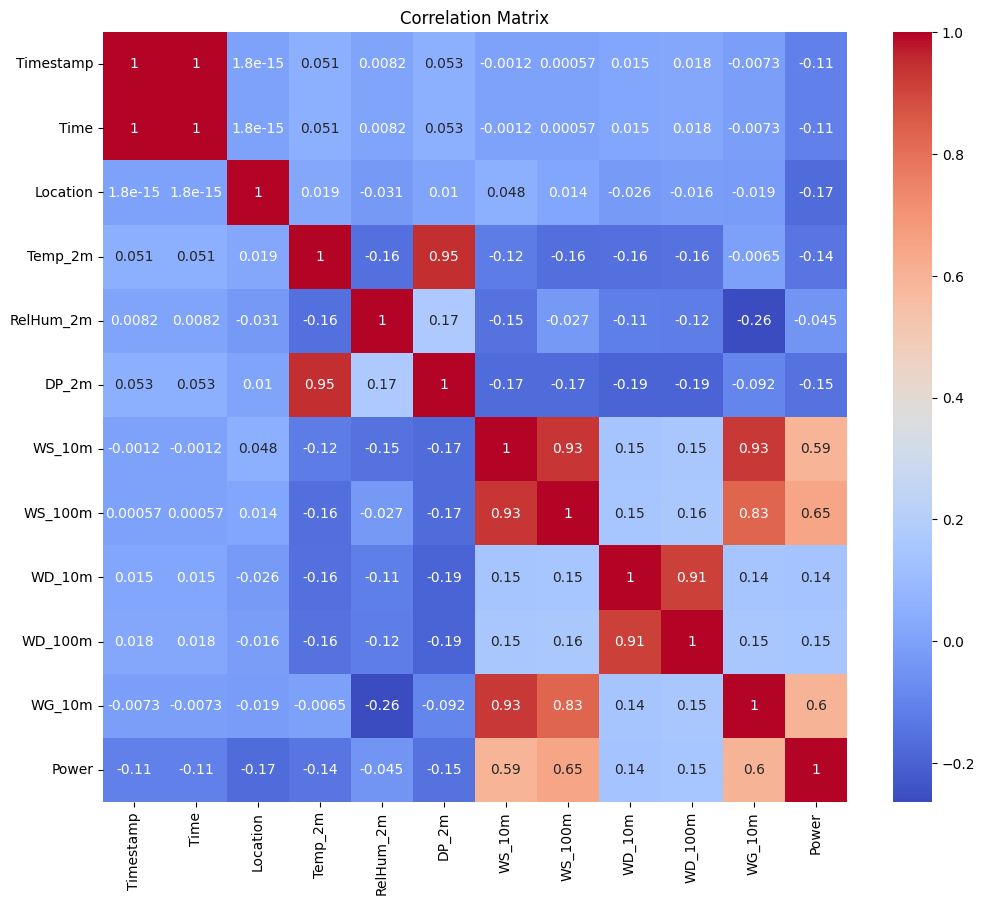 Correlation Matrix
Timestamp 1 1 1.8e-15 0.051 0.0082 0.053 -0.0012 0.00057 0.015 0.018 -0.0073 -0.11
Time 1 1 1.8e-15 0.051 0.0082 0.053 -0.0012 0.00057 0.015 0.018 -0.0073 -0.11
Location 1.8e-15 1.8e-15 1 0.019 -0.031 0.01 0.048 0.014 -0.026 -0.016 -0.019 -0.17
Temp_2m 0.051 0.051 0.019 1 -0.16 0.95 -0.12 -0.16 -0.16 -0.16 -0.0065 -0.14
RelHum_2m 0.0082 0.0082 -0.031 -0.16 1 0.17 -0.15 -0.027 -0.11 -0.12 -0.26 -0.045
DP_2m 0.053 0.053 0.01 0.95 0.17 1 -0.17 -0.17 -0.19 -0.19 -0.092 -0.15
WS_10m -0.0012 -0.0012 0.048 -0.12 -0.15 -0.17 1 0.93 0.15 0.15 0.93 0.59
WS_100m 0.00057 0.00057 0.014 -0.16 -0.027 -0.17 0.93 1 0.15 0.16 0.83 0.65
WD_10m 0.015 0.015 -0.026 -0.16 -0.11 -0.19 0.15 0.15 1 0.91 0.14 0.14
WD_100m 0.018 0.018 -0.016 -0.16 -0.12 -0.19 0.15 0.16 0.91 1 0.15 0.15
WG_10m -0.0073 -0.0073 -0.019 -0.0065 -0.26 -0.092 0.93 0.83 0.14 0.15 1 0.6
Power -0.11 -0.11 -0.17 -0.14 -0.045 -0.15 0.59 0.65 0.14 0.15 0.6 1
Timestamp Time Location Temp_2m RelHum_2m DP_2m WS_10m WS_100m WD_10m WD_100m WG_10m Power
1.0
0.8
0.6
0.4
0.2
0.0
−0.2